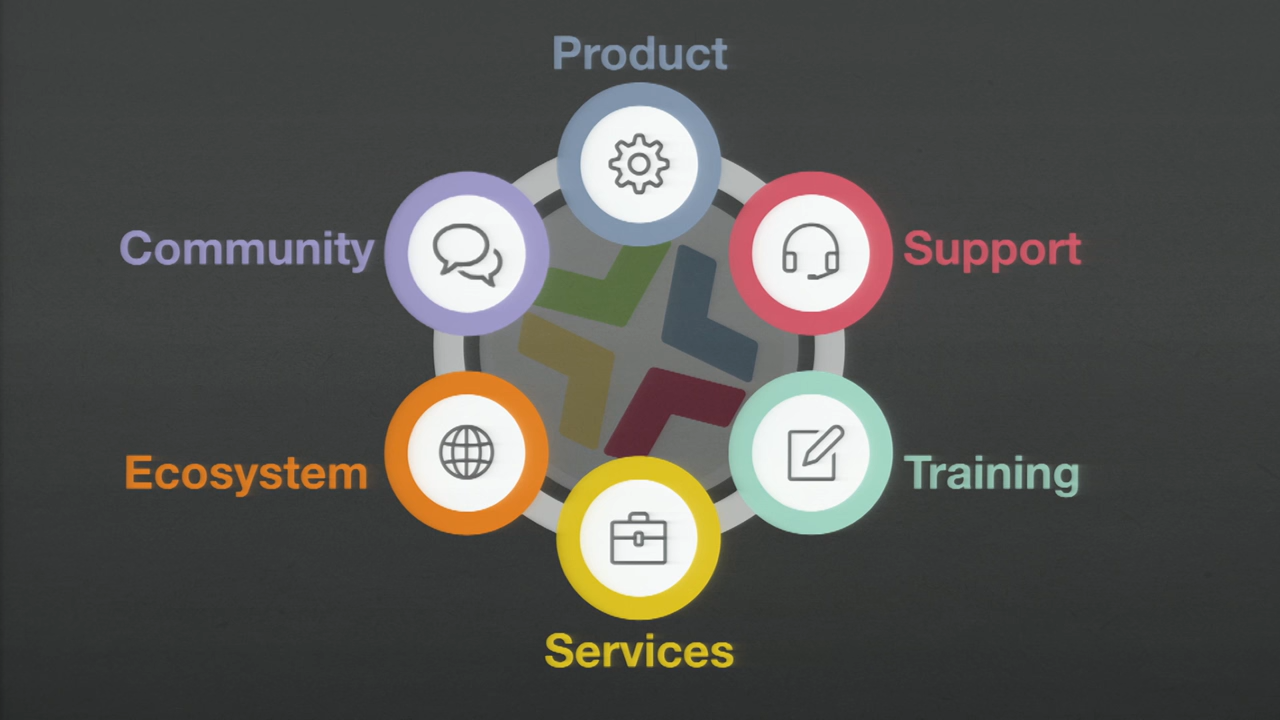 Product
Community
Support
Ecosystem
Training
Services